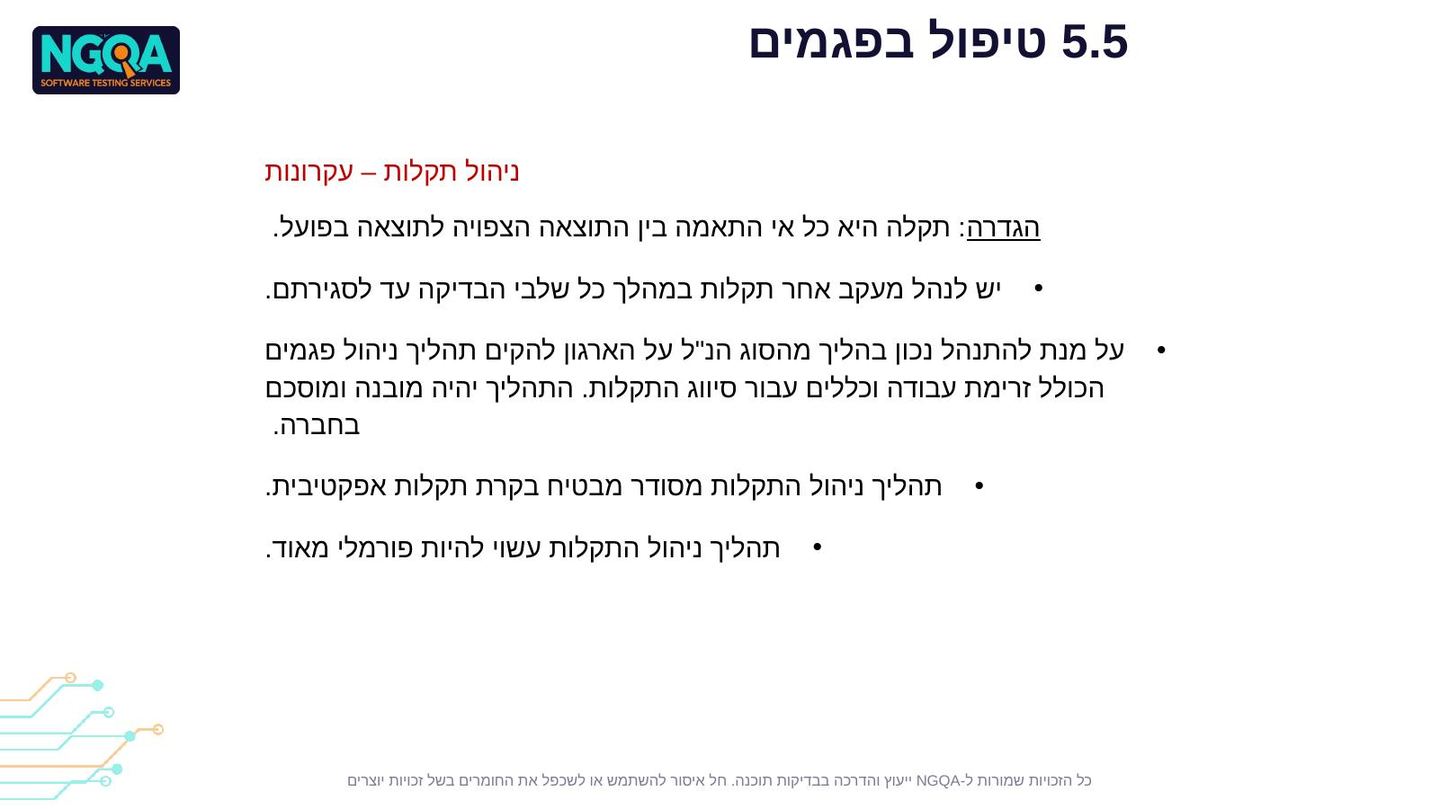 NGQA
SOFTWARE TESTING SERVICES
5.5 טיפול בפגמים
ניהול תקלות – עקרונות
הגדרה: תקלה היא כל אי התאמה בין התוצאה הצפויה לתוצאה בפועל.
• יש לנהל מעקב אחר תקלות במהלך כל שלבי הבדיקה עד לסגירתם.
• על מנת להתנהל נכון בהליך מהסוג הנ"ל על הארגון להקים תהליך ניהול פגמים
הכולל זרימת עבודה וכללים עבור סיווג התקלות. התהליך יהיה מובנה ומוסכם
בחברה.
• תהליך ניהול התקלות מסודר מבטיח בקרת תקלות אפקטיבית.
• תהליך ניהול התקלות עשוי להיות פורמלי מאוד.
כל הזכויות שמורות ל-NGQA ייעוץ והדרכה בבדיקות תוכנה. חל איסור להשתמש או לשכפל את החומרים בשל זכויות יוצרים